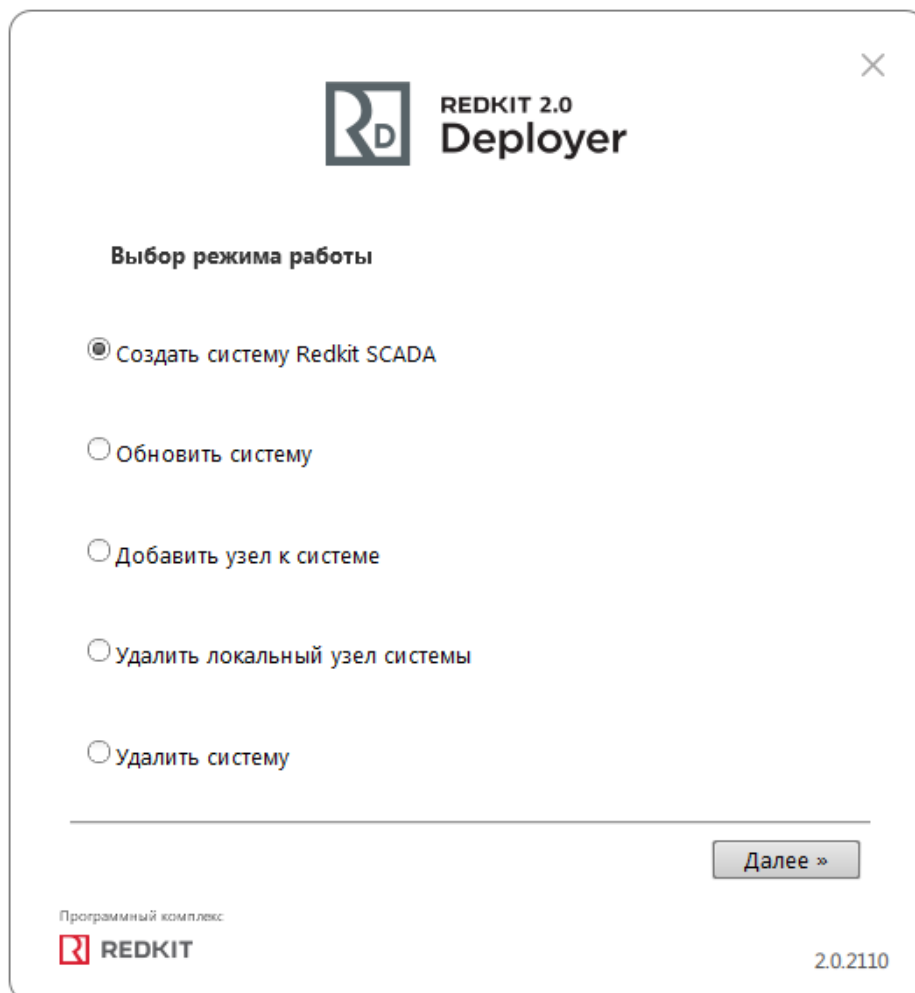 REDKIT 2.0
RD
Deployer
Выбор режима работы
Создать систему Redkit SCADA
Обновить систему
Добавить узел к системе
Удалить локальный узел системы
Удалить систему
Далее »
Программный комплекс
REDKIT
2.0.2110